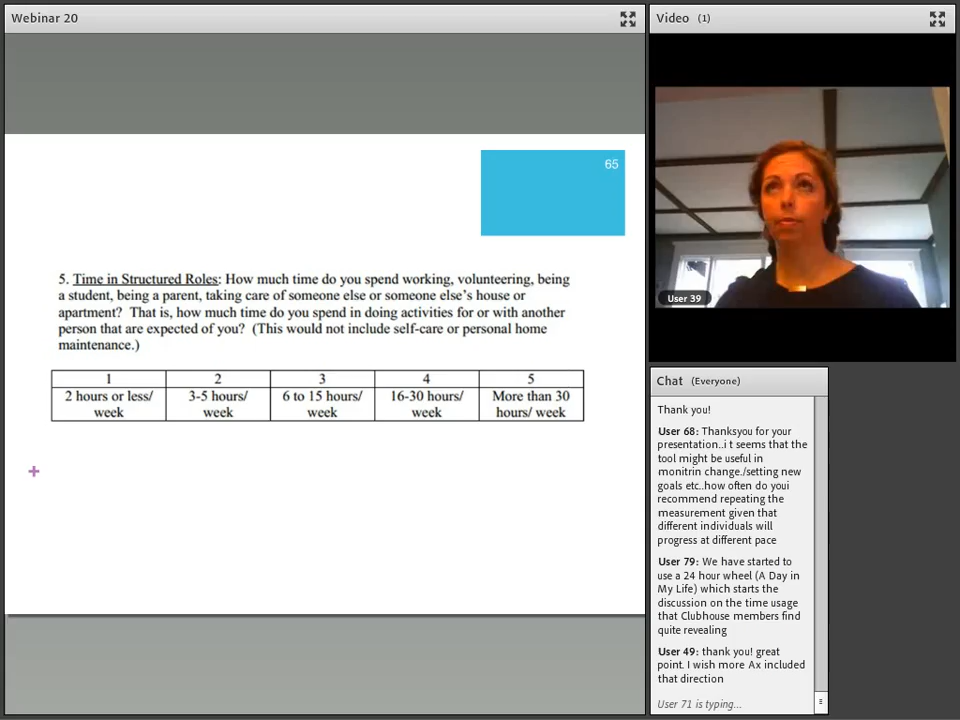 Webinar 20
65
5. Time in Structured Roles: How much time do you spend working, volunteering, being
a student, being a parent, taking care of someone else or someone else's house or
apartment? That is, how much time do you spend in doing activities for or with another
person that are expected of you? (This would not include self-care or personal home
maintenance.)
1 2 3 4 5
2 hours or less/ 3-5 hours/ 6 to 15 hours/ 16-30 hours/ More than 30
week week week week hours/ week
Video (1)
User 39
Chat (Everyone)
Thank you!
User 68: Thanksyou for your
presentation..i t seems that the
tool might be useful in
monitrin change./setting new
goals etc..how often do youi
recommend repeating the
measurement given that
different individuals will
progress at different pace
User 79: We have started to
use a 24 hour wheel (A Day in
My Life) which starts the
discussion on the time usage
that Clubhouse members find
quite revealing
User 49: thank you! great
point. I wish more Ax included
that direction
User 71 is typing...